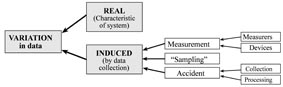 REAL
(Characteristic
of system)
VARIATION
in data
INDUCED
(by data
collection)
Measurement
"Sampling"
Accident
Measurers
Devices
Collection
Processing